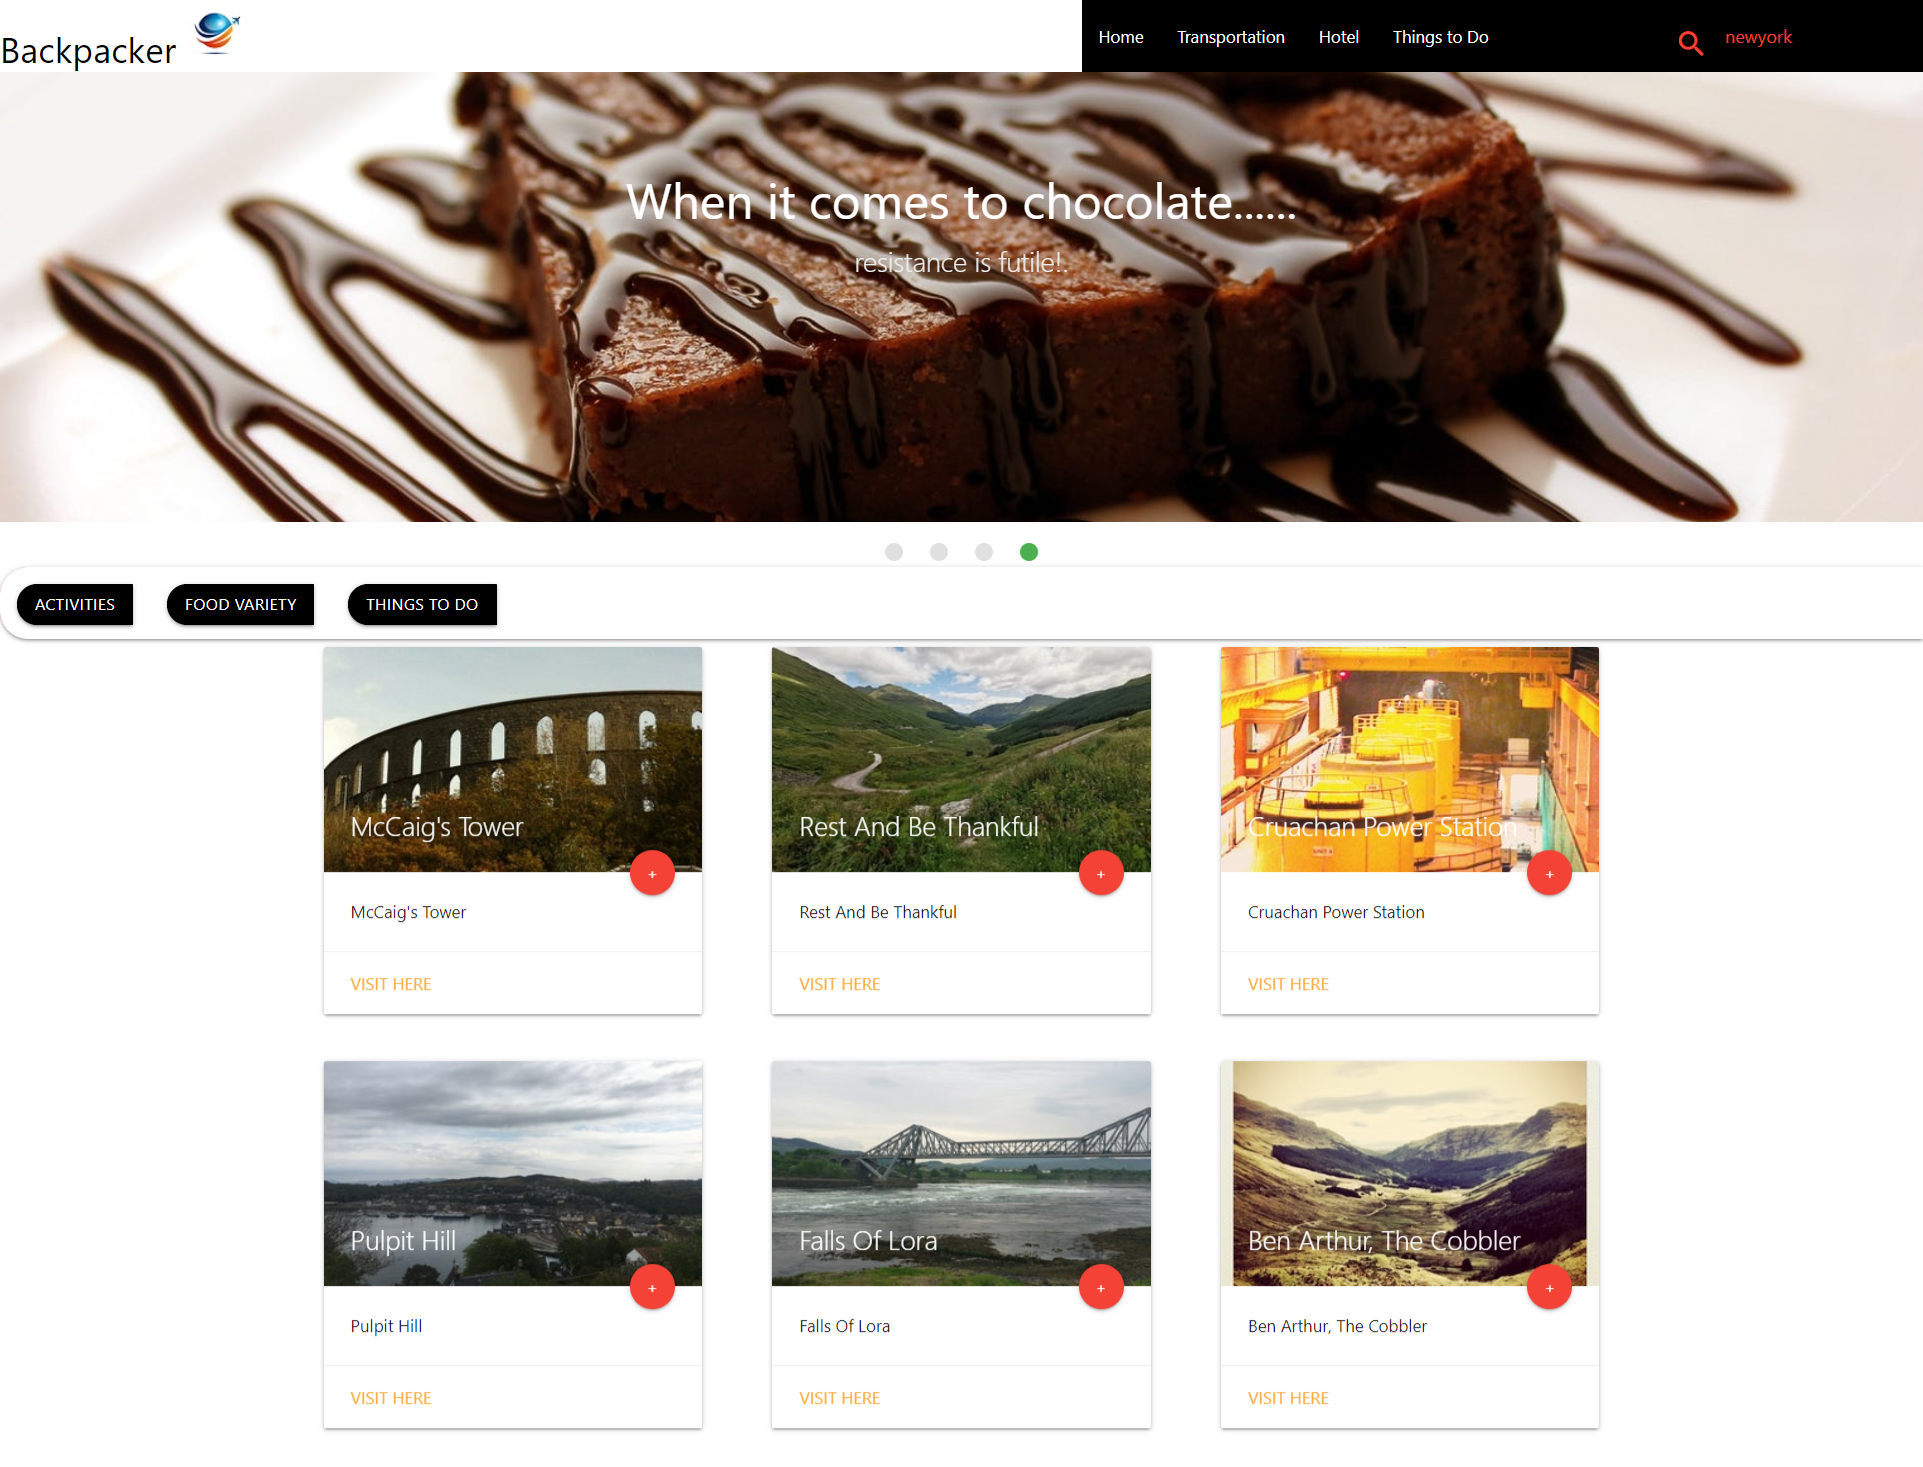 Backpacker
Home Transportation Hotel Things to Do newyork
When it comes to chocolate......
resistance is futile!.
ACTIVITIES FOOD VARIETY THINGS TO DO
McCaig's Tower Rest And Be Thankful Cruachan Power Station
+ + +
McCaig's Tower Rest And Be Thankful Cruachan Power Station
VISIT HERE VISIT HERE VISIT HERE
Pulpit Hill Falls Of Lora Ben Arthur, The Cobbler
+ + +
Pulpit Hill Falls Of Lora Ben Arthur, The Cobbler
VISIT HERE VISIT HERE VISIT HERE